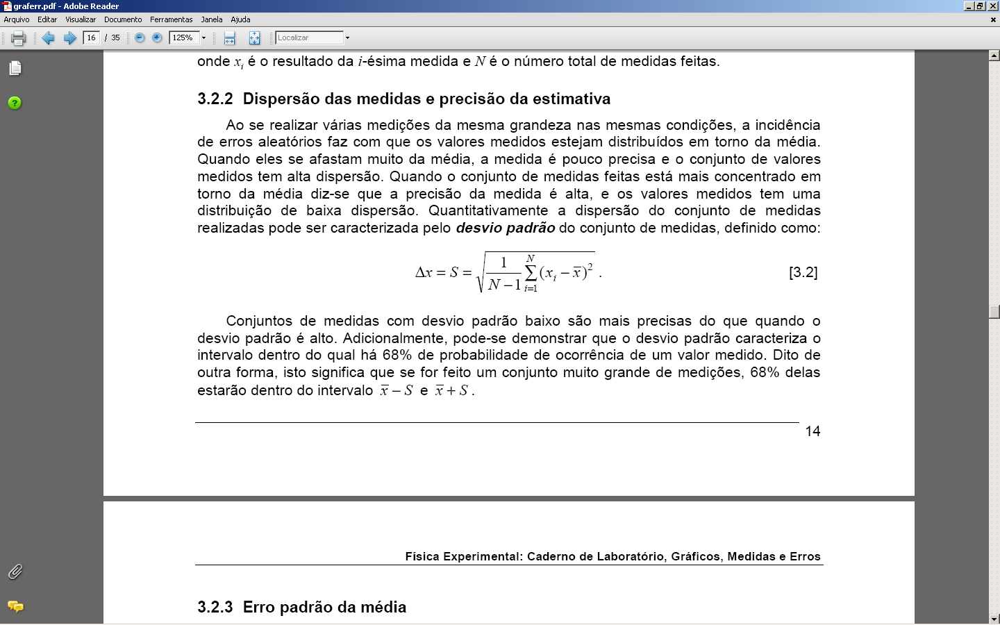 graferr.pdf - Adobe Reader
Arquivo Editar Visualizar Documento Ferramentas Janela Ajuda
16 / 35 125% Localizar
onde xᵢ é o resultado da i-ésima medida e N é o número total de medidas feitas.
3.2.2 Dispersão das medidas e precisão da estimativa
Ao se realizar várias medições da mesma grandeza nas mesmas condições, a incidência
de erros aleatórios faz com que os valores medidos estejam distribuídos em torno da média.
Quando eles se afastam muito da média, a medida é pouco precisa e o conjunto de valores
medidos tem alta dispersão. Quando o conjunto de medidas feitas está mais concentrado em
torno da média diz-se que a precisão da medida é alta, e os valores medidos tem uma
distribuição de baixa dispersão. Quantitativamente a dispersão do conjunto de medidas
realizadas pode ser caracterizada pelo desvio padrão do conjunto de medidas, definido como:
Δx = S = √(1/(N−1) ∑ᵢ₌₁ᴺ (xᵢ − x̅)²) . [3.2]
Conjuntos de medidas com desvio padrão baixo são mais precisas do que quando o
desvio padrão é alto. Adicionalmente, pode-se demonstrar que o desvio padrão caracteriza o
intervalo dentro do qual há 68% de probabilidade de ocorrência de um valor medido. Dito de
outra forma, isto significa que se for feito um conjunto muito grande de medições, 68% delas
estarão dentro do intervalo x̅ − S e x̅ + S .
14
Física Experimental: Caderno de Laboratório, Gráficos, Medidas e Erros
3.2.3 Erro padrão da média